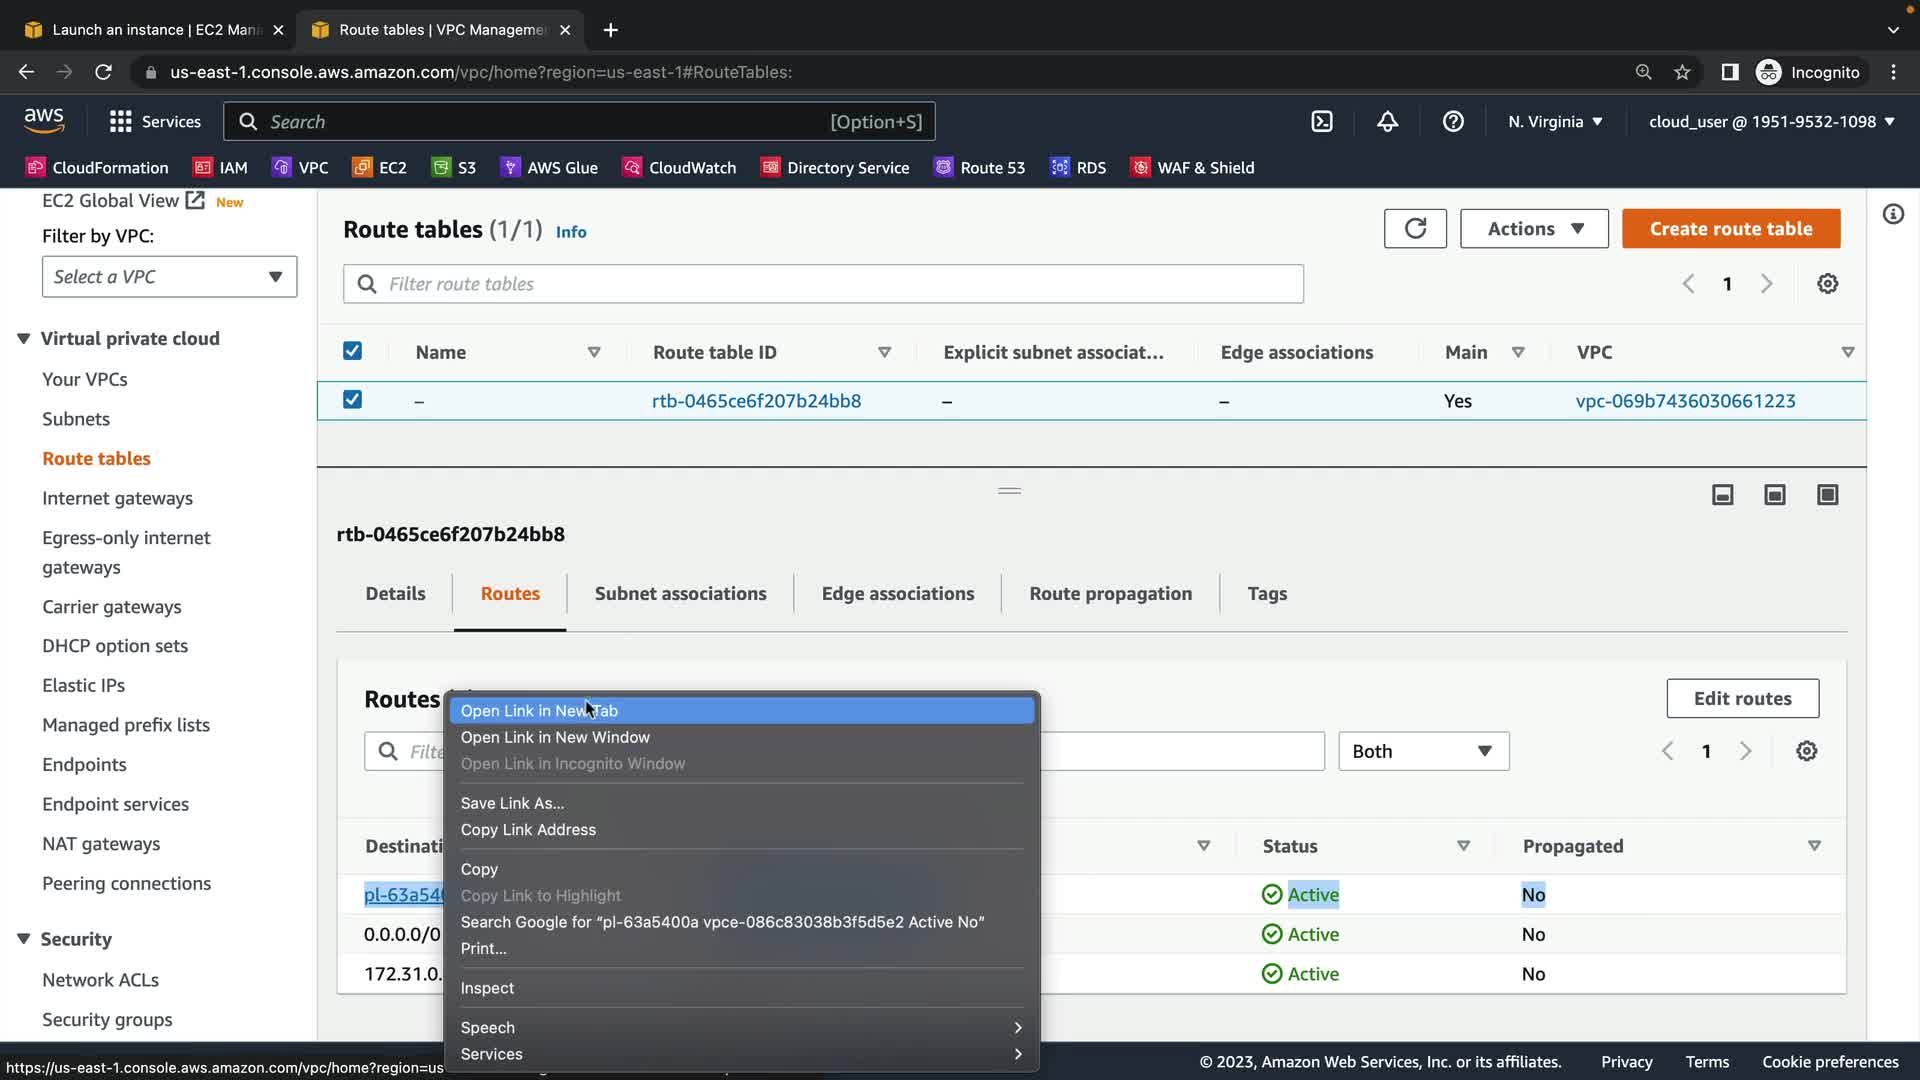 Launch an instance | EC2 Man
Route tables | VPC Manageme
us-east-1.console.aws.amazon.com/vpc/home?region=us-east-1#RouteTables:
Incognito
aws
Services
Search
[Option+S]
N. Virginia
cloud_user @ 1951-9532-1098
CloudFormation
IAM
VPC
EC2
S3
AWS Glue
CloudWatch
Directory Service
Route 53
RDS
WAF & Shield
EC2 Global View
New
Filter by VPC:
Select a VPC
Virtual private cloud
Your VPCs
Subnets
Route tables
Internet gateways
Egress-only internet
gateways
Carrier gateways
DHCP option sets
Elastic IPs
Managed prefix lists
Endpoints
Endpoint services
NAT gateways
Peering connections
Security
Network ACLs
Security groups
Route tables (1/1) Info
Actions
Create route table
Filter route tables
1
Name
Route table ID
Explicit subnet associat...
Edge associations
Main
VPC
–
rtb-0465ce6f207b24bb8
–
–
Yes
vpc-069b7436030661223
rtb-0465ce6f207b24bb8
Details
Routes
Subnet associations
Edge associations
Route propagation
Tags
Routes
Edit routes
Filte
Both
1
Destinati
Status
Propagated
pl-63a540
Active
No
0.0.0.0/0
Active
No
172.31.0.
Active
No
Open Link in New Tab
Open Link in New Window
Open Link in Incognito Window
Save Link As...
Copy Link Address
Copy
Copy Link to Highlight
Search Google for “pl-63a5400a vpce-086c83038b3f5d5e2 Active No”
Print...
Inspect
Speech
Services
https://us-east-1.console.aws.amazon.com/vpc/home?region=us
© 2023, Amazon Web Services, Inc. or its affiliates.
Privacy
Terms
Cookie preferences